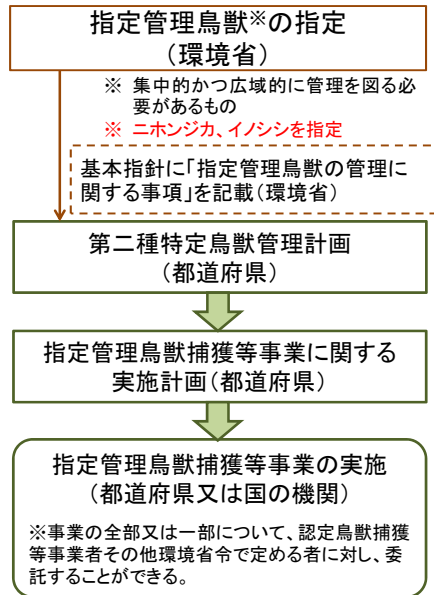 指定管理鳥獣※の指定
（環境省）
※ 集中的かつ広域的に管理を図る必
要があるもの
※ ニホンジカ、イノシシを指定
基本指針に「指定管理鳥獣の管理に
関する事項」を記載（環境省）
第二種特定鳥獣管理計画
（都道府県）
指定管理鳥獣捕獲等事業に関する
実施計画（都道府県）
指定管理鳥獣捕獲等事業の実施
（都道府県又は国の機関）
※事業の全部又は一部について、認定鳥獣捕獲
等事業者その他環境省令で定める者に対し、委
託することができる。